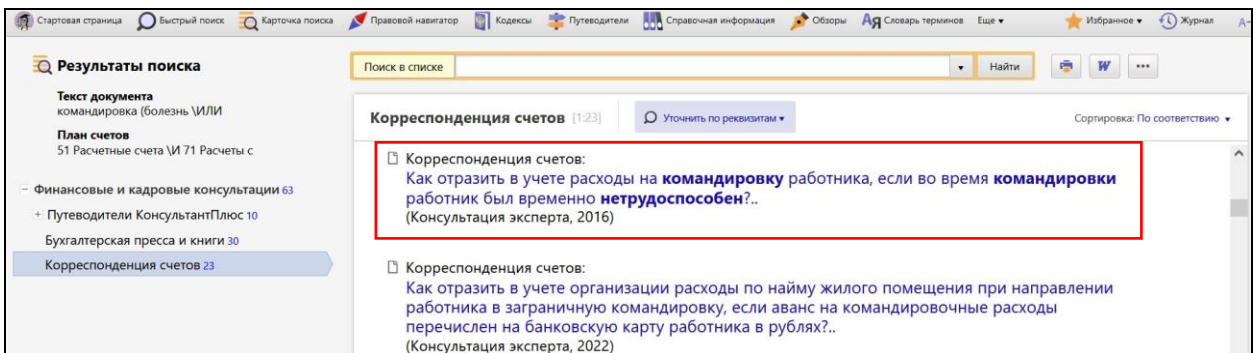 Стартовая страница Быстрый поиск Карточка поиска Правовой навигатор Кодексы Путеводители Справочная информация Обзоры Словарь терминов Еще Избранное Журнал А-
Результаты поиска
Поиск в списке Найти
Текст документа
командировка (болезнь \ИЛИ
План счетов
51 Расчетные счета \И 71 Расчеты с
Финансовые и кадровые консультации 63
Путеводители КонсультантПлюс 10
Бухгалтерская пресса и книги 30
Корреспонденция счетов 23
Корреспонденция счетов [1:23] Уточнить по реквизитам Сортировка: По соответствию
Корреспонденция счетов:
Как отразить в учете расходы на командировку работника, если во время командировки
работник был временно нетрудоспособен?..
(Консультация эксперта, 2016)
Корреспонденция счетов:
Как отразить в учете организации расходы по найму жилого помещения при направлении
работника в заграничную командировку, если аванс на командировочные расходы
перечислен на банковскую карту работника в рублях?..
(Консультация эксперта, 2022)